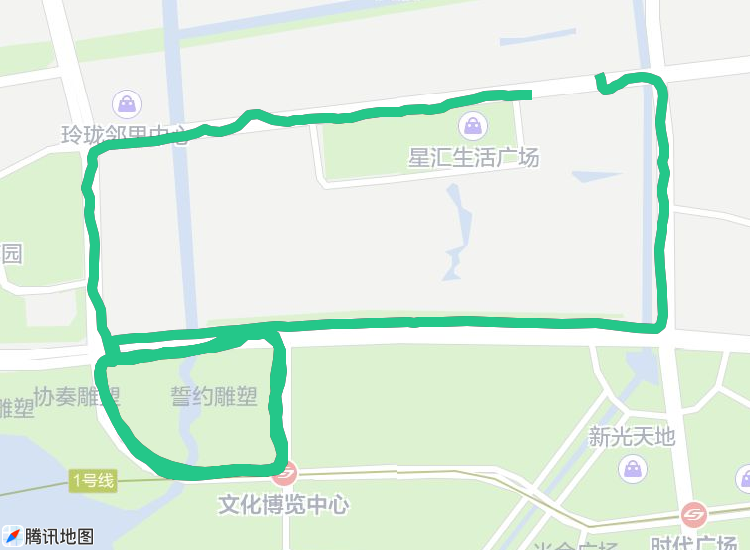 玲珑邻里中心
星汇生活广场
园
协奏雕塑
誓约雕塑
雕塑
新光天地
1号线
文化博览中心
时代广场
腾讯地图